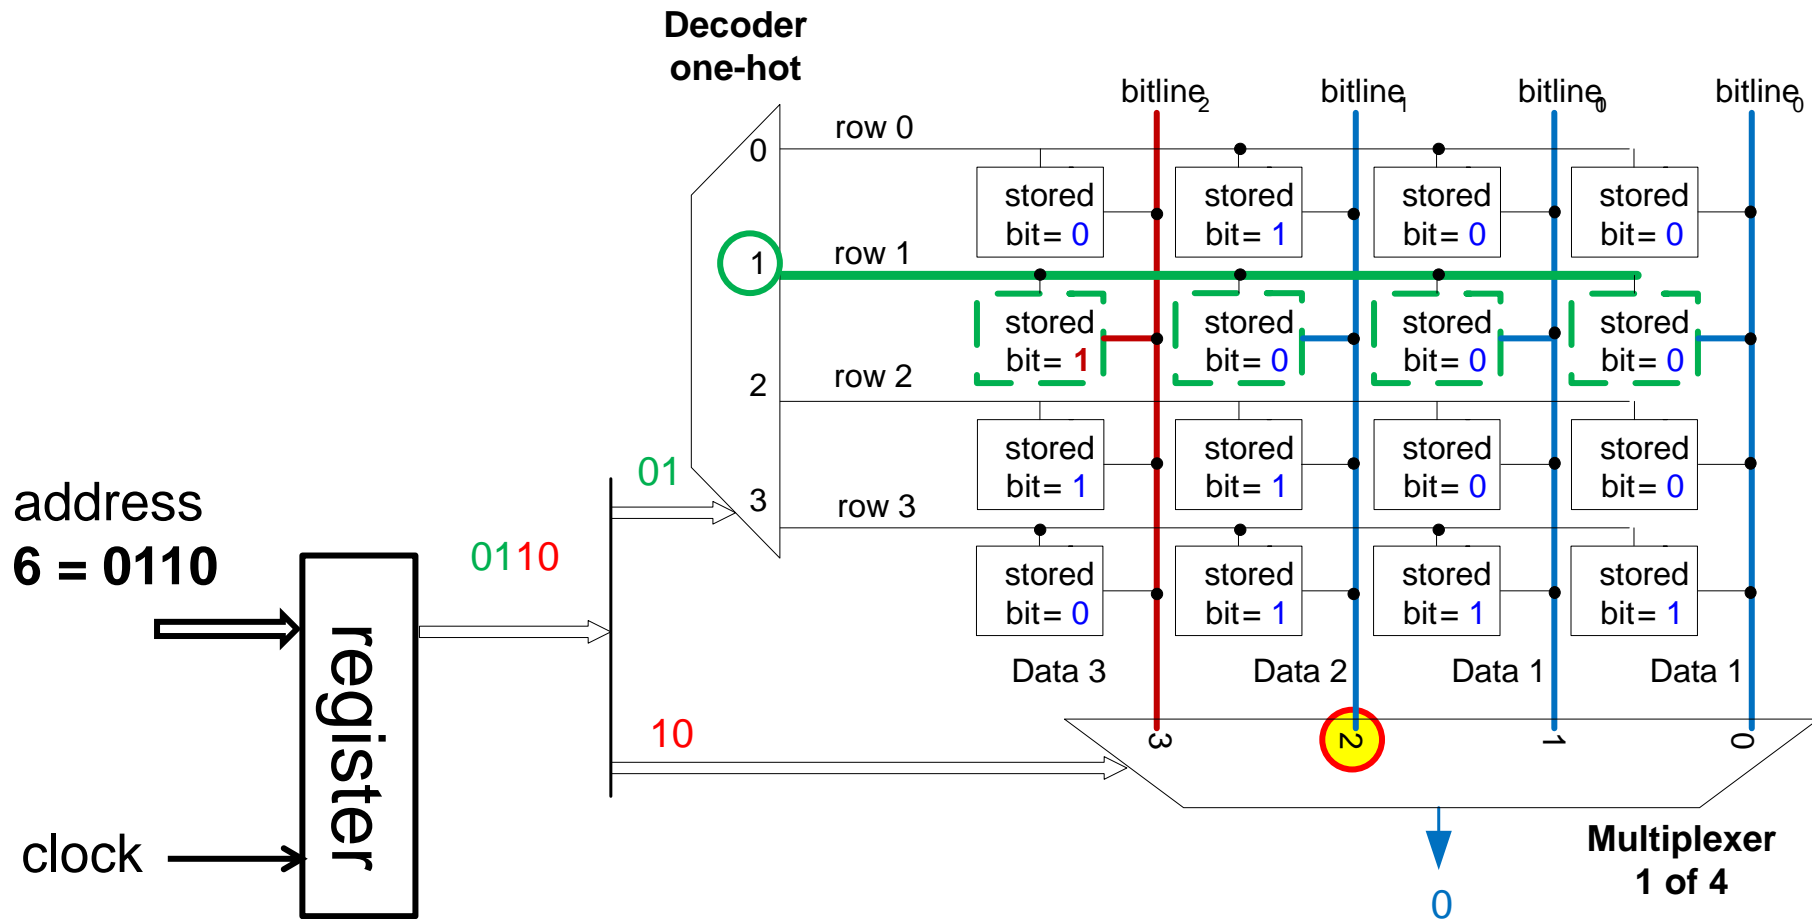 Decoder
one-hot
bitline2
bitline1
bitline0
bitline0
0
row 0
stored
bit= 0
stored
bit= 1
stored
bit= 0
stored
bit= 0
1
row 1
stored
bit= 1
stored
bit= 0
stored
bit= 0
stored
bit= 0
2
row 2
stored
bit= 1
stored
bit= 1
stored
bit= 0
stored
bit= 0
3
row 3
stored
bit= 0
stored
bit= 1
stored
bit= 1
stored
bit= 1
01
address
6 = 0110
0110
register
clock
10
Data 3
Data 2
Data 1
Data 1
3
2
1
0
Multiplexer
1 of 4
0